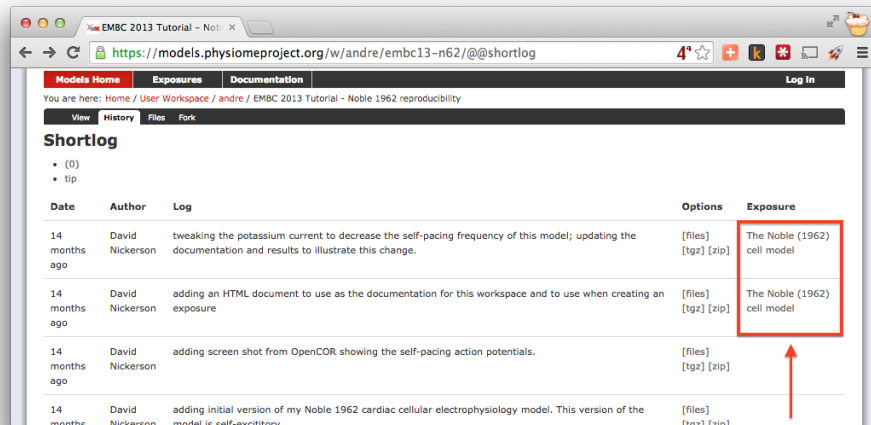 EMBC 2013 Tutorial – Nob
https://models.physiomeproject.org/w/andre/embc13-n62/@@shortlog
Models Home Exposures Documentation Log in
You are here: Home / User Workspace / andre / EMBC 2013 Tutorial - Noble 1962 reproducibility
View History Files Fork
Shortlog
(0)
tip
Date Author Log Options Exposure
14 David tweaking the potassium current to decrease the self-pacing frequency of this model; updating the [files] The Noble (1962)
months Nickerson documentation and results to illustrate this change. [tgz] [zip] cell model
ago
14 David adding an HTML document to use as the documentation for this workspace and to use when creating an [files] The Noble (1962)
months Nickerson exposure [tgz] [zip] cell model
ago
14 David adding screen shot from OpenCOR showing the self-pacing action potentials. [files]
months Nickerson [tgz] [zip]
ago
14 David adding initial version of my Noble 1962 cardiac cellular electrophysiology model. This version of the [files]
months Nickerson model is self-excititory [tgz] [zip]